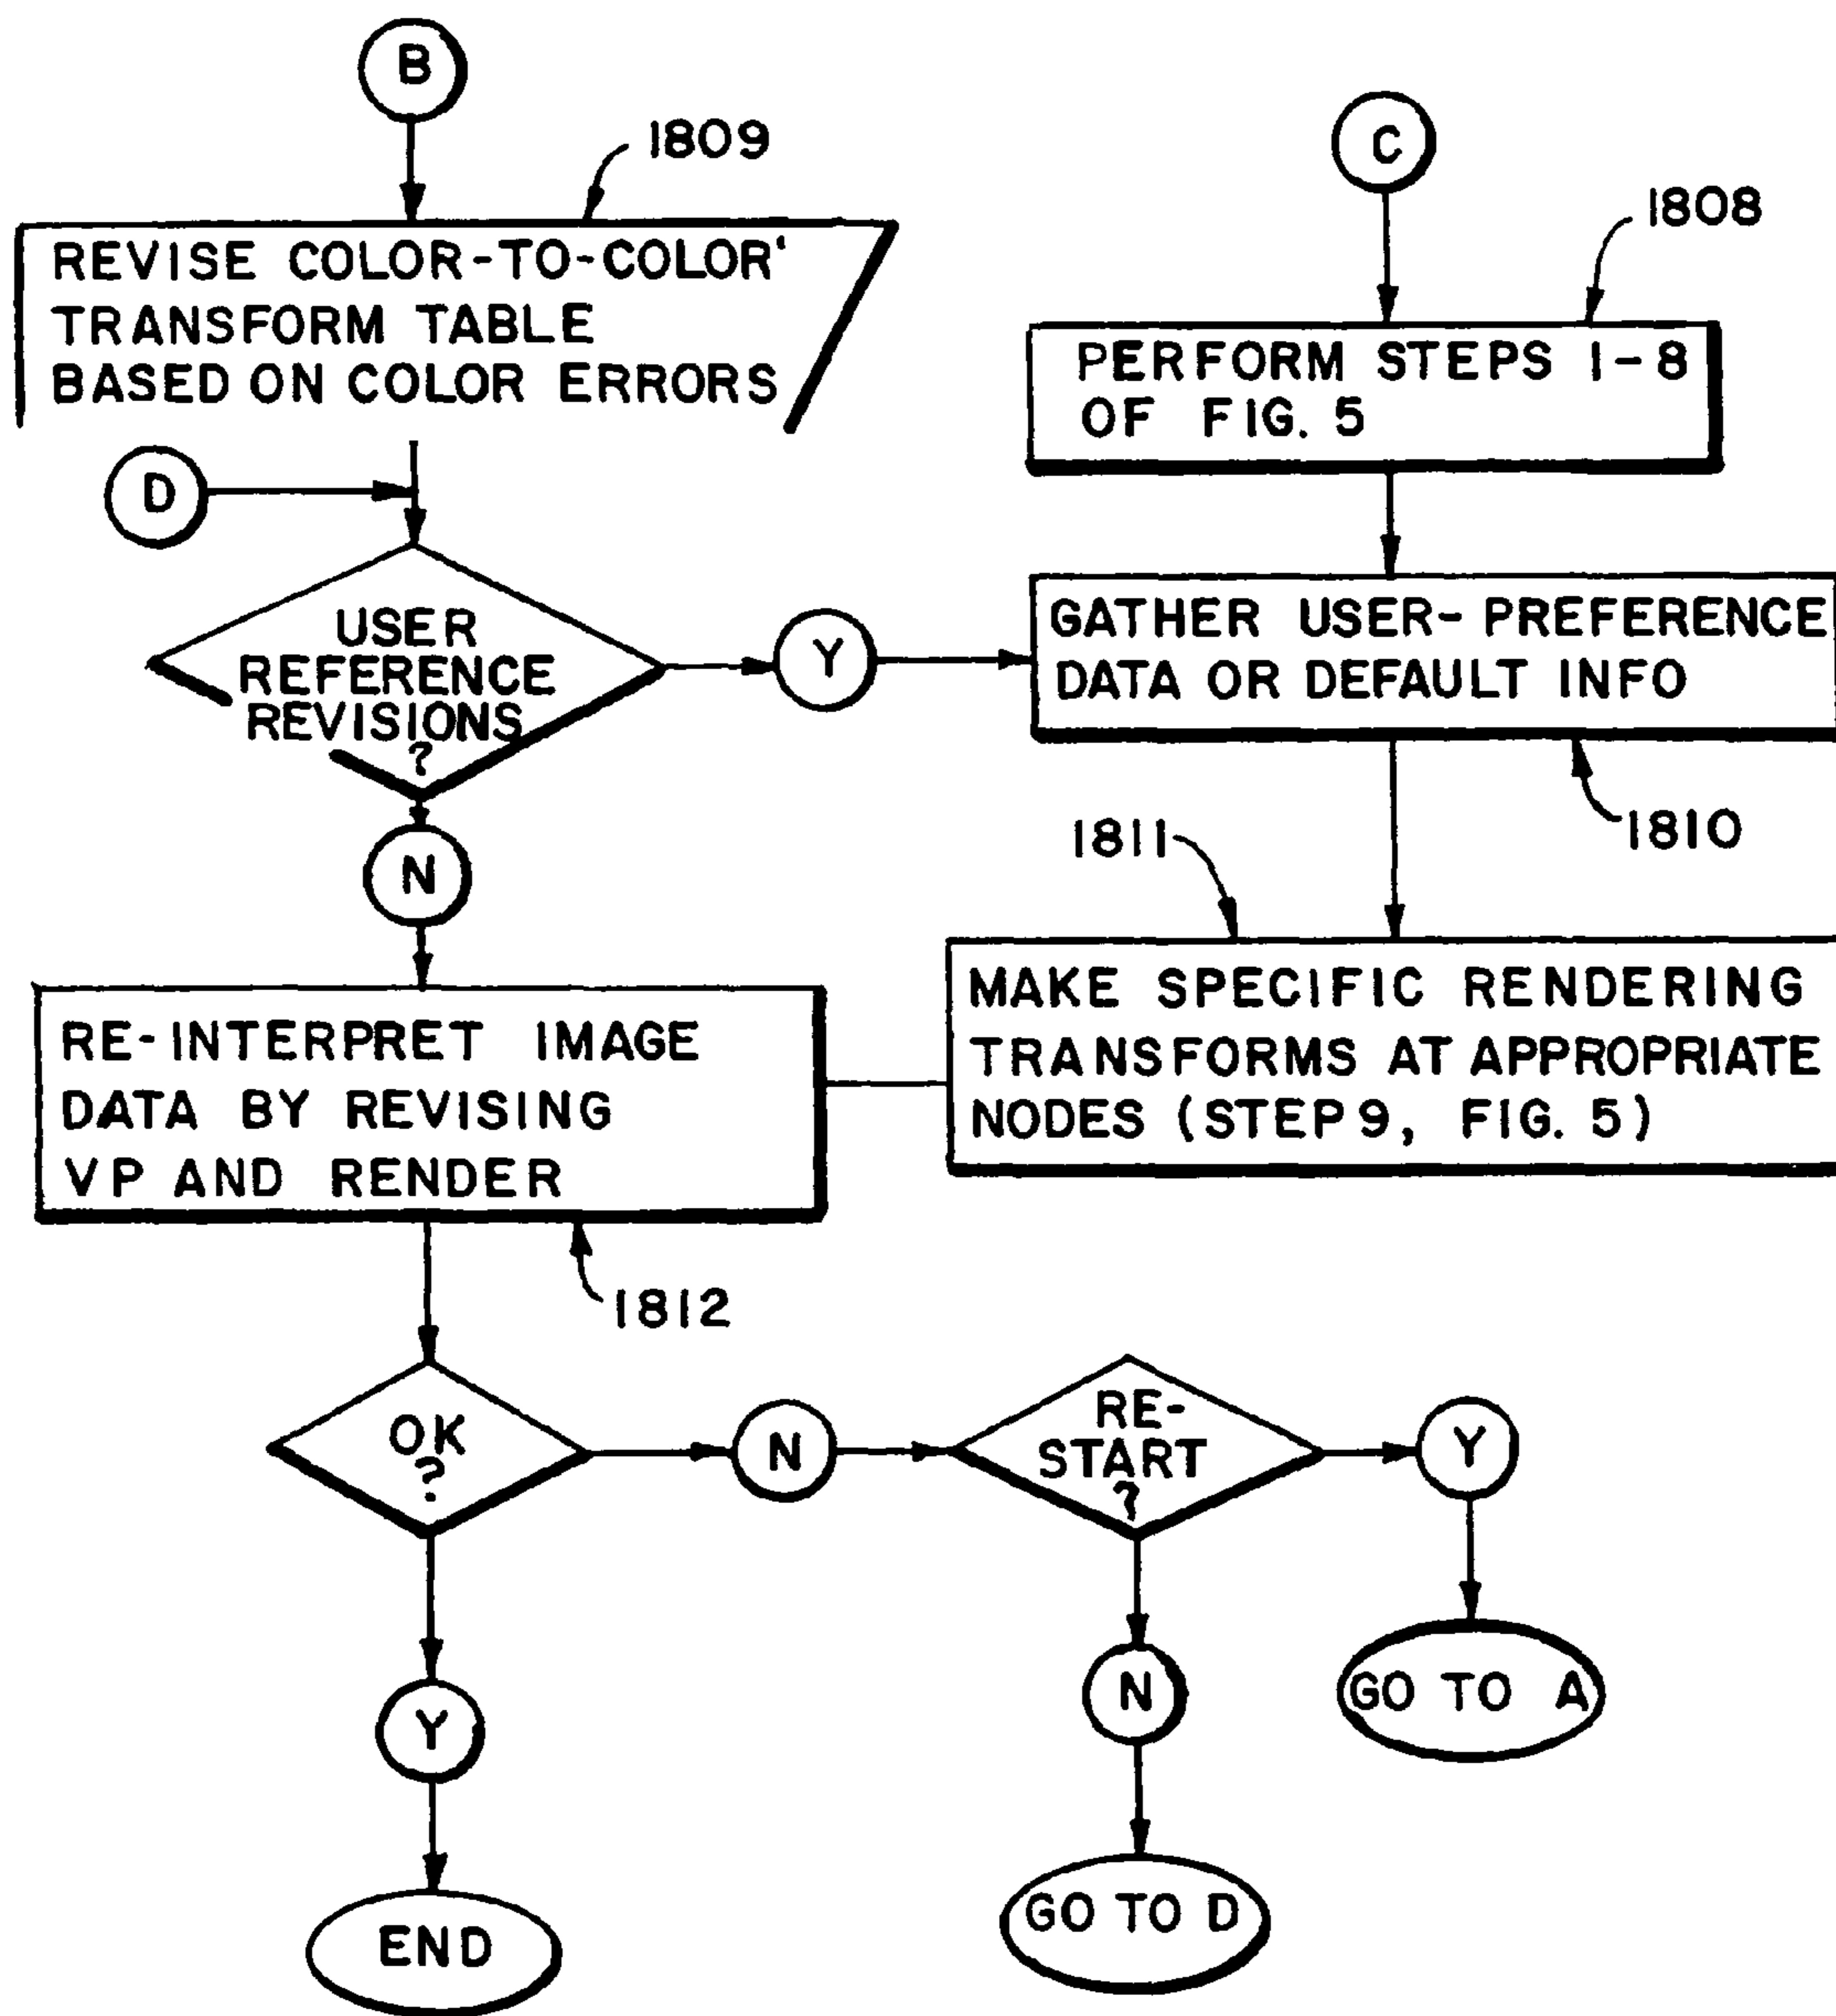 B
1809
REVISE COLOR-TO-COLOR'
TRANSFORM TABLE
BASED ON COLOR ERRORS
C
1808
PERFORM STEPS 1-8
OF FIG. 5
D
USER
REFERENCE
REVISIONS
?
Y
GATHER USER-PREFERENCE
DATA OR DEFAULT INFO
1810
1811
N
MAKE SPECIFIC RENDERING
TRANSFORMS AT APPROPRIATE
NODES (STEP 9, FIG. 5)
RE-INTERPRET IMAGE
DATA BY REVISING
VP AND RENDER
1812
OK
?
N
RE-
START
?
Y
Y
N
GO TO A
END
GO TO D